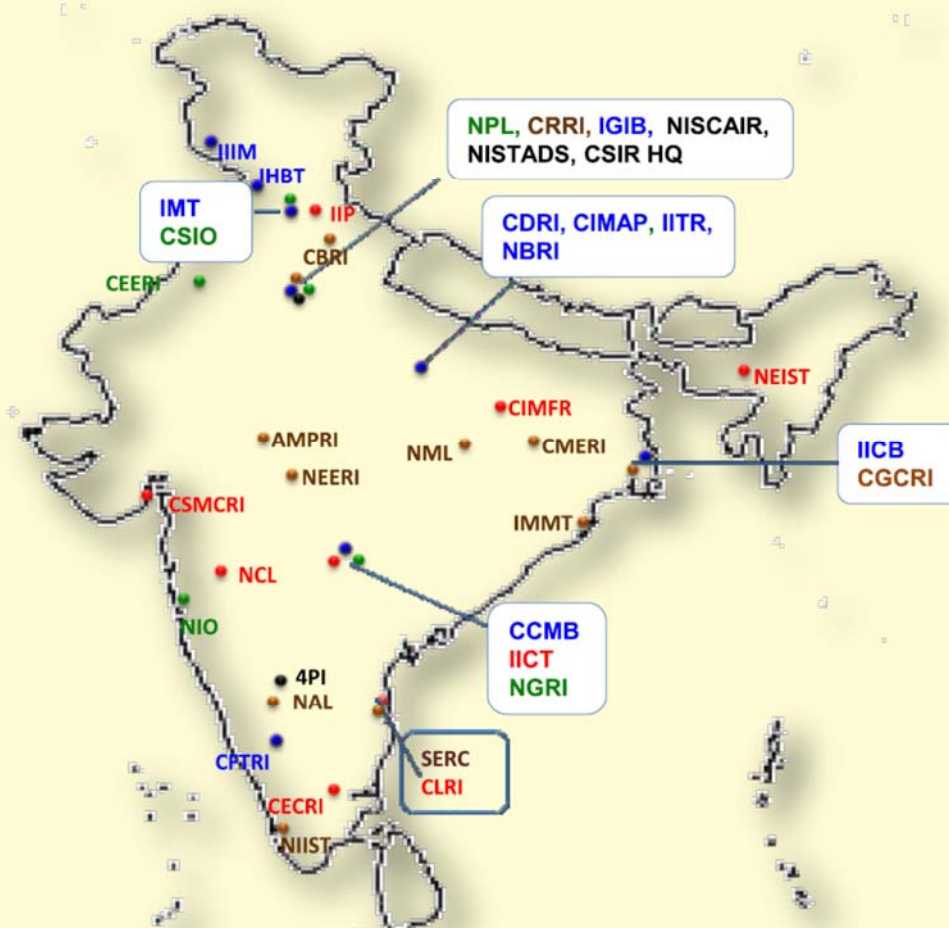 NPL, CRRI, IGIB, NISCAIR,
NISTADS, CSIR HQ
IIIM
IHBT
IMT
CSIO
IIP
CDRI, CIMAP, IITR,
NBRI
CBRI
CEERI
NEIST
CIMFR
AMPRI
NML
CMERI
IICB
CGCRI
NEERI
CSMCRI
IMMT
NCL
NIO
CCMB
IICT
NGRI
4PI
NAL
CFTRI
SERC
CLRI
CECRI
NIIST